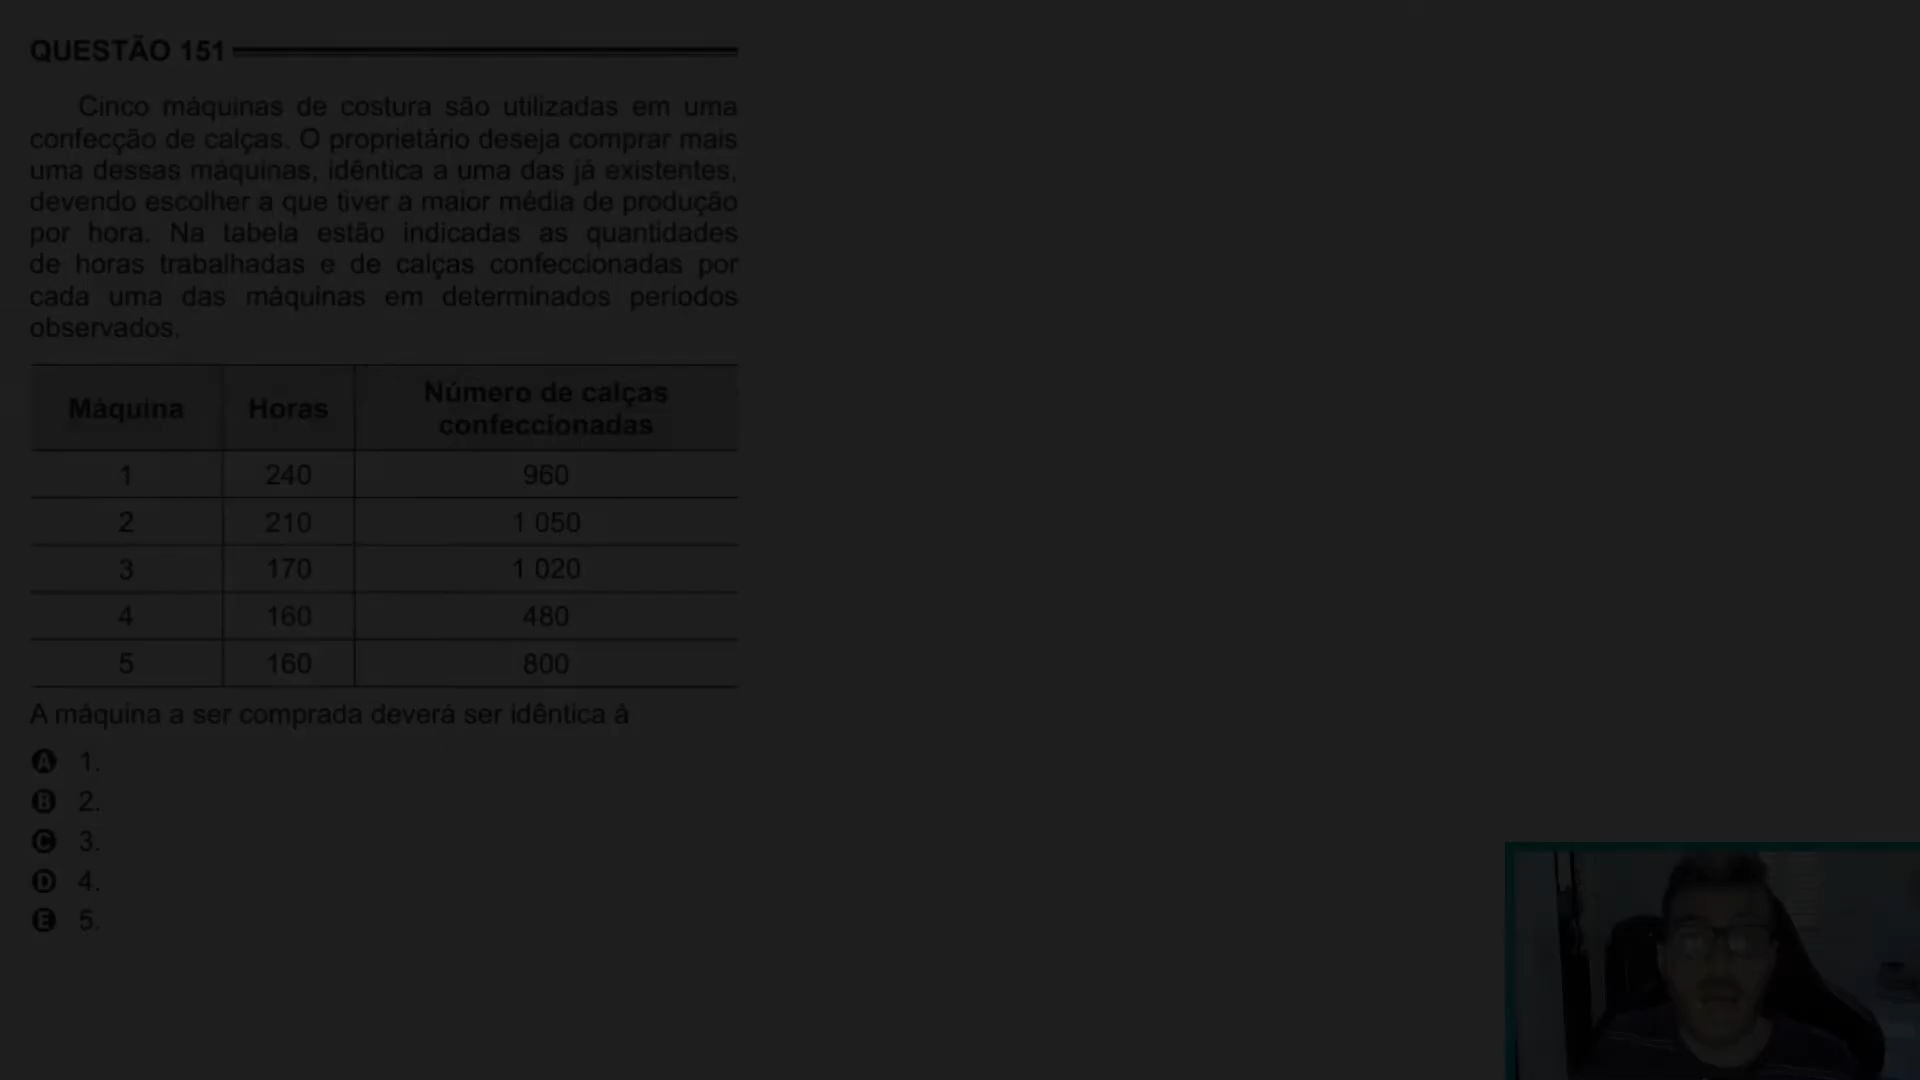 QUESTÃO 151
Cinco máquinas de costura são utilizadas em uma
confecção de calças. O proprietário deseja comprar mais
uma dessas máquinas, idêntica a uma das já existentes,
devendo escolher a que tiver a maior média de produção
por hora. Na tabela estão indicadas as quantidades
de horas trabalhadas e de calças confeccionadas por
cada uma das máquinas em determinados períodos
observados.
Máquina Horas Número de calças
confeccionadas
1 240 960
2 210 1 050
3 170 1 020
4 160 480
5 160 800
A máquina a ser comprada deverá ser idêntica à
A 1.
B 2.
C 3.
D 4.
E 5.